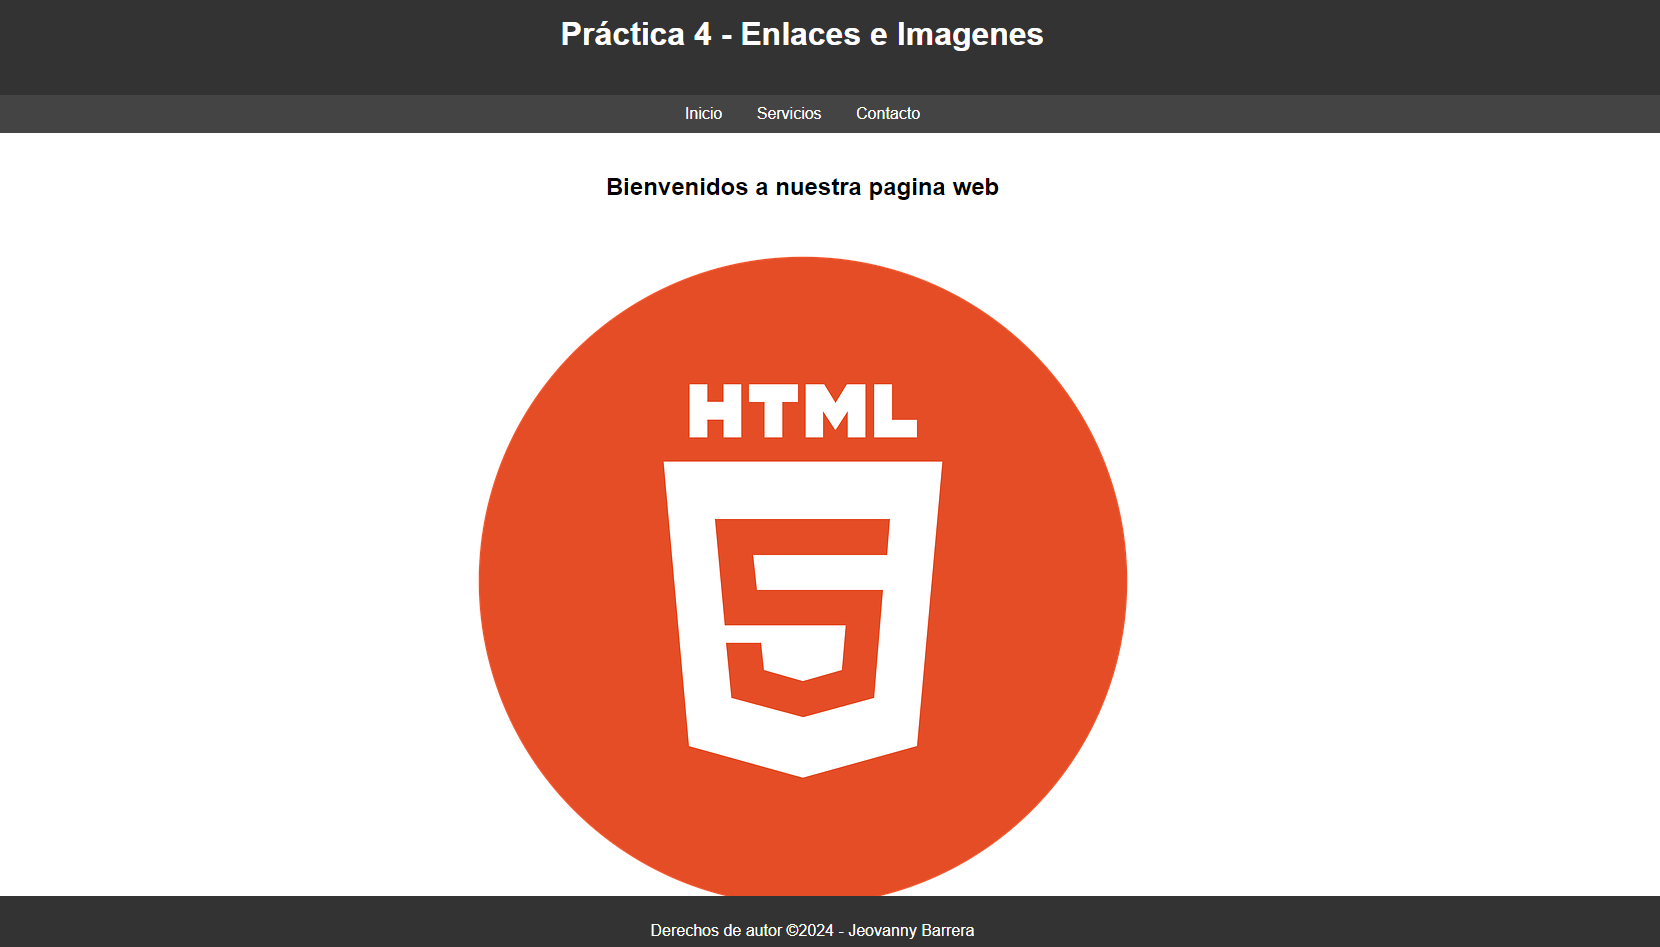 Práctica 4 - Enlaces e Imagenes
Inicio Servicios Contacto
Bienvenidos a nuestra pagina web
HTML
5
Derechos de autor ©2024 - Jeovanny Barrera